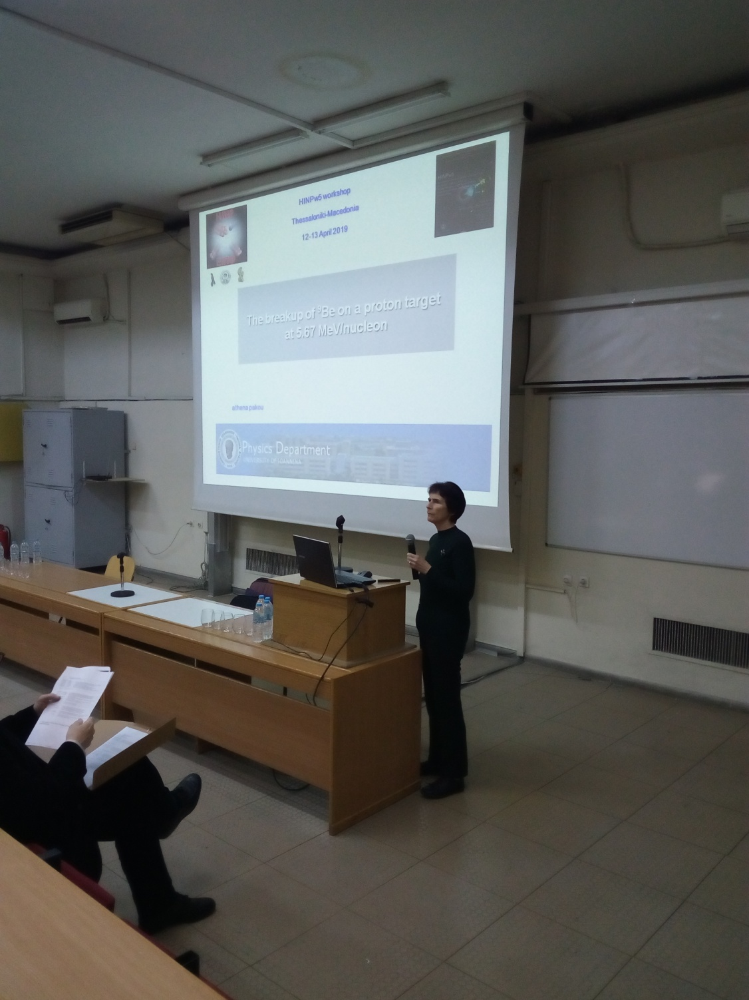 HINPw5 workshop
Thessaloniki-Macedonia
12-13 April 2019
The breakup of ⁹Be on a proton target
at 5.67 MeV/nucleon
athena pakou
Physics Department
UNIVERSITY OF IOANNINA